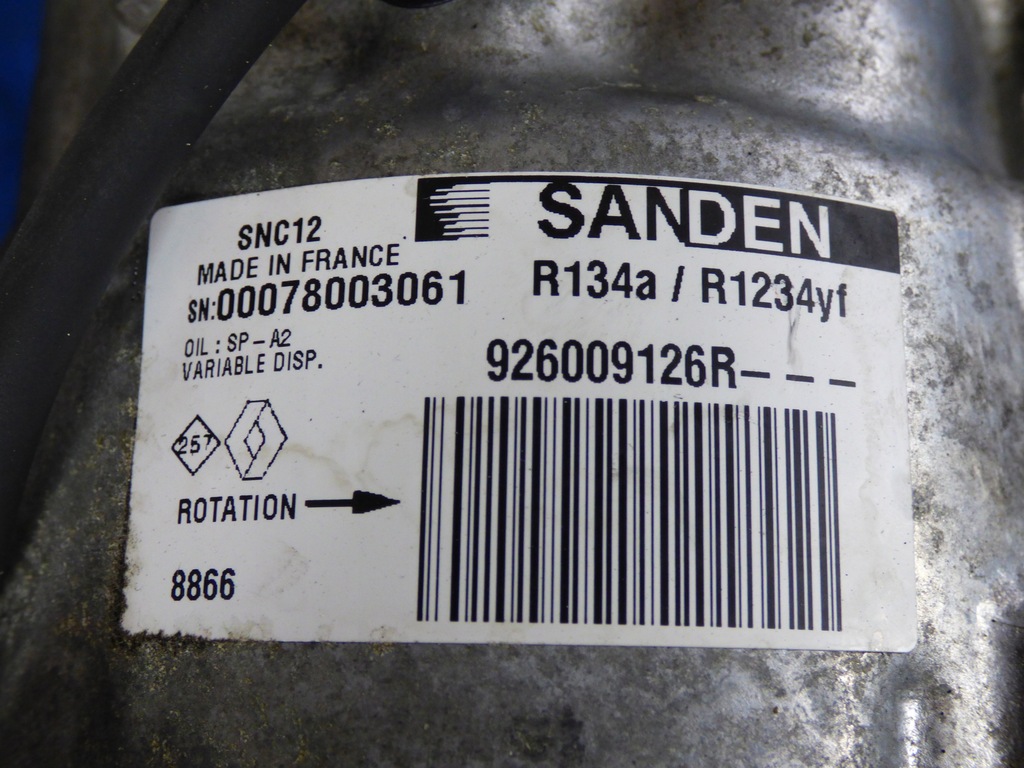 SANDEN
SNC12
MADE IN FRANCE
SN:00078003061
R134a / R1234yf
OIL : SP-A2
VARIABLE DISP.
926009126R- - -
257
ROTATION
8866